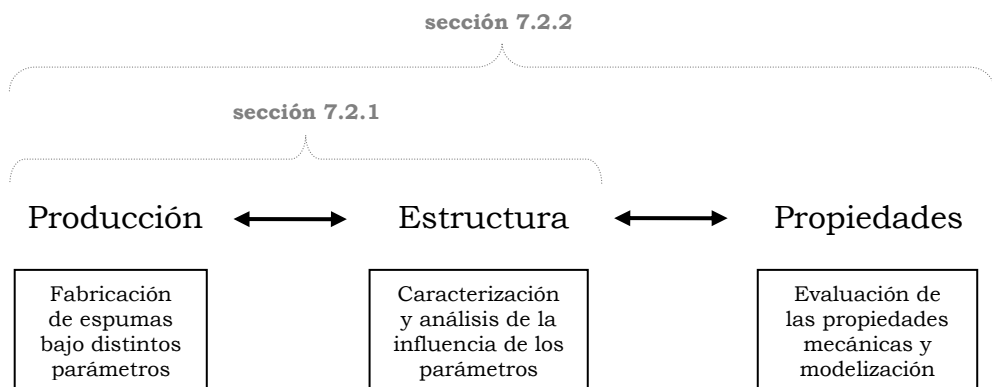 sección 7.2.2
sección 7.2.1
Producción
Estructura
Propiedades
Fabricación
de espumas
bajo distintos
parámetros
Caracterización
y análisis de la
influencia de los
parámetros
Evaluación de
las propiedades
mecánicas y
modelización